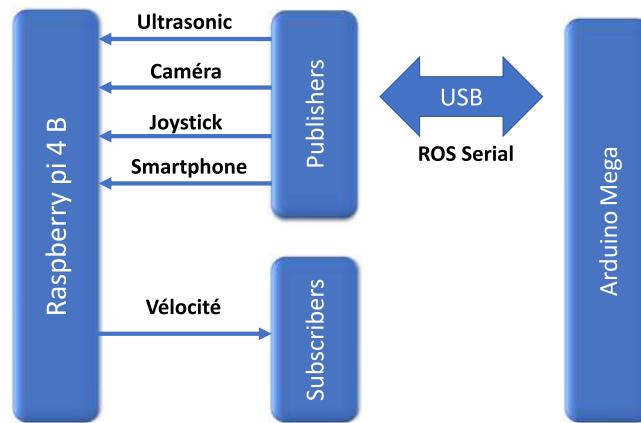 Ultrasonic
Caméra
Joystick
Smartphone
Vélocité
Raspberry pi 4 B
Publishers
Subscribers
USB
ROS Serial
Arduino Mega